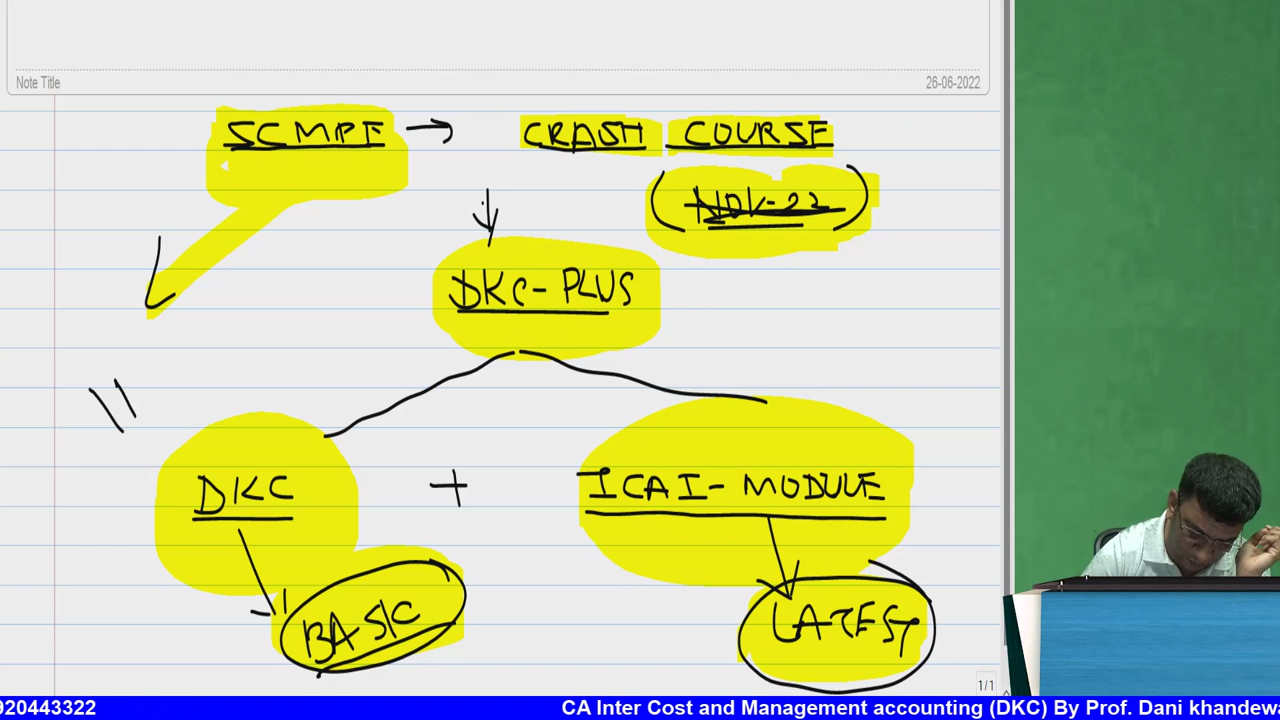 Note Title
26-06-2022
SCMPE → CRASH COURSE
(NOV-22)
DKC-PLUS
DKC + ICAI-MODULE
BASIC
LATEST
1/1
920443322
CA Inter Cost and Management accounting (DKC) By Prof. Dani khandewa